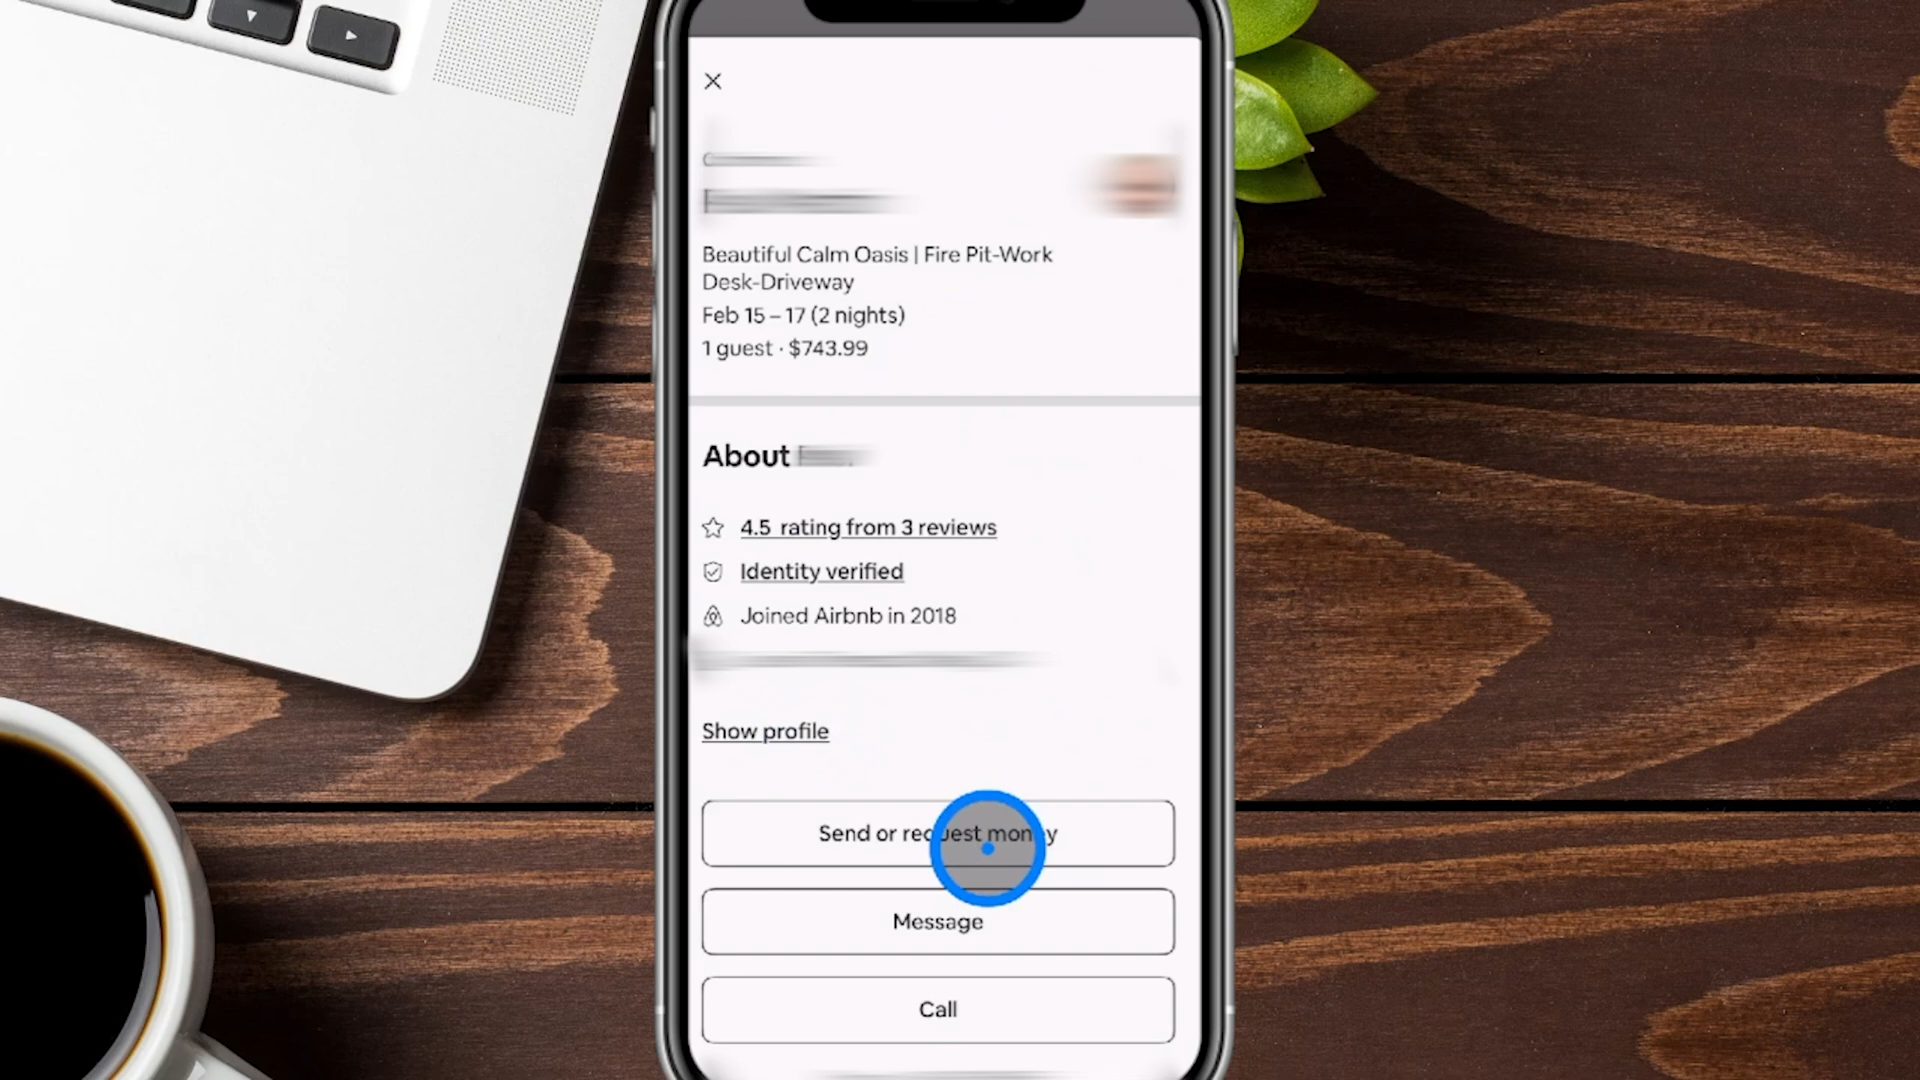 Beautiful Calm Oasis | Fire Pit-Work
Desk-Driveway
Feb 15 – 17 (2 nights)
1 guest · $743.99
About
4.5 rating from 3 reviews
Identity verified
Joined Airbnb in 2018
Show profile
Send or request money
Message
Call